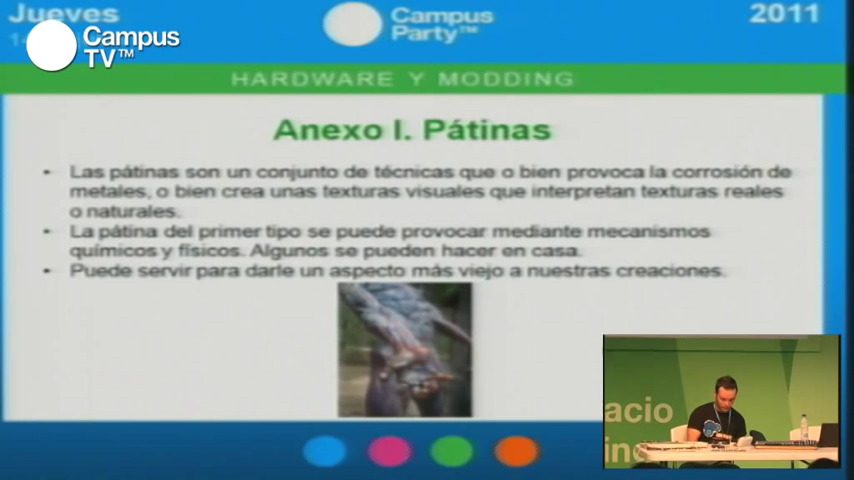 Jueves
Campus
Party™
2011
Campus
TV™
HARDWARE Y MODDING
Anexo I. Pátinas
• Las pátinas son un conjunto de técnicas que o bien provoca la corrosión de
metales, o bien crea unas texturas visuales que interpretan texturas reales
o naturales.
• La pátina del primer tipo se puede provocar mediante mecanismos
químicos y físicos. Algunos se pueden hacer en casa.
• Puede servir para darle un aspecto más viejo a nuestras creaciones.
acio